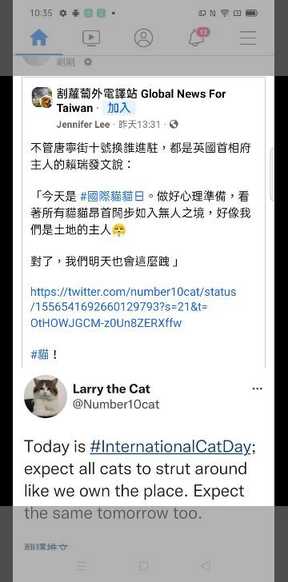 10:35
12
剛剛
割蘿蔔外電譯站 Global News For
Taiwan · 加入
Jennifer Lee · 昨天13:31 ·
不管唐寧街十號換誰進駐，都是英國首相府
主人的賴瑞發文說：
「今天是 #國際貓貓日。做好心理準備，看
著所有貓貓昂首闊步如入無人之境，好像我
們是土地的主人😤
對了，我們明天也會這麼跩 」
https://twitter.com/number10cat/status
/1556541692660129793?s=21&t=
OtHOWJGCM-z0Un8ZERXffw
#貓！
Larry the Cat
@Number10cat
Today is #InternationalCatDay;
expect all cats to strut around
like we own the place. Expect
the same tomorrow too.
翻譯推文